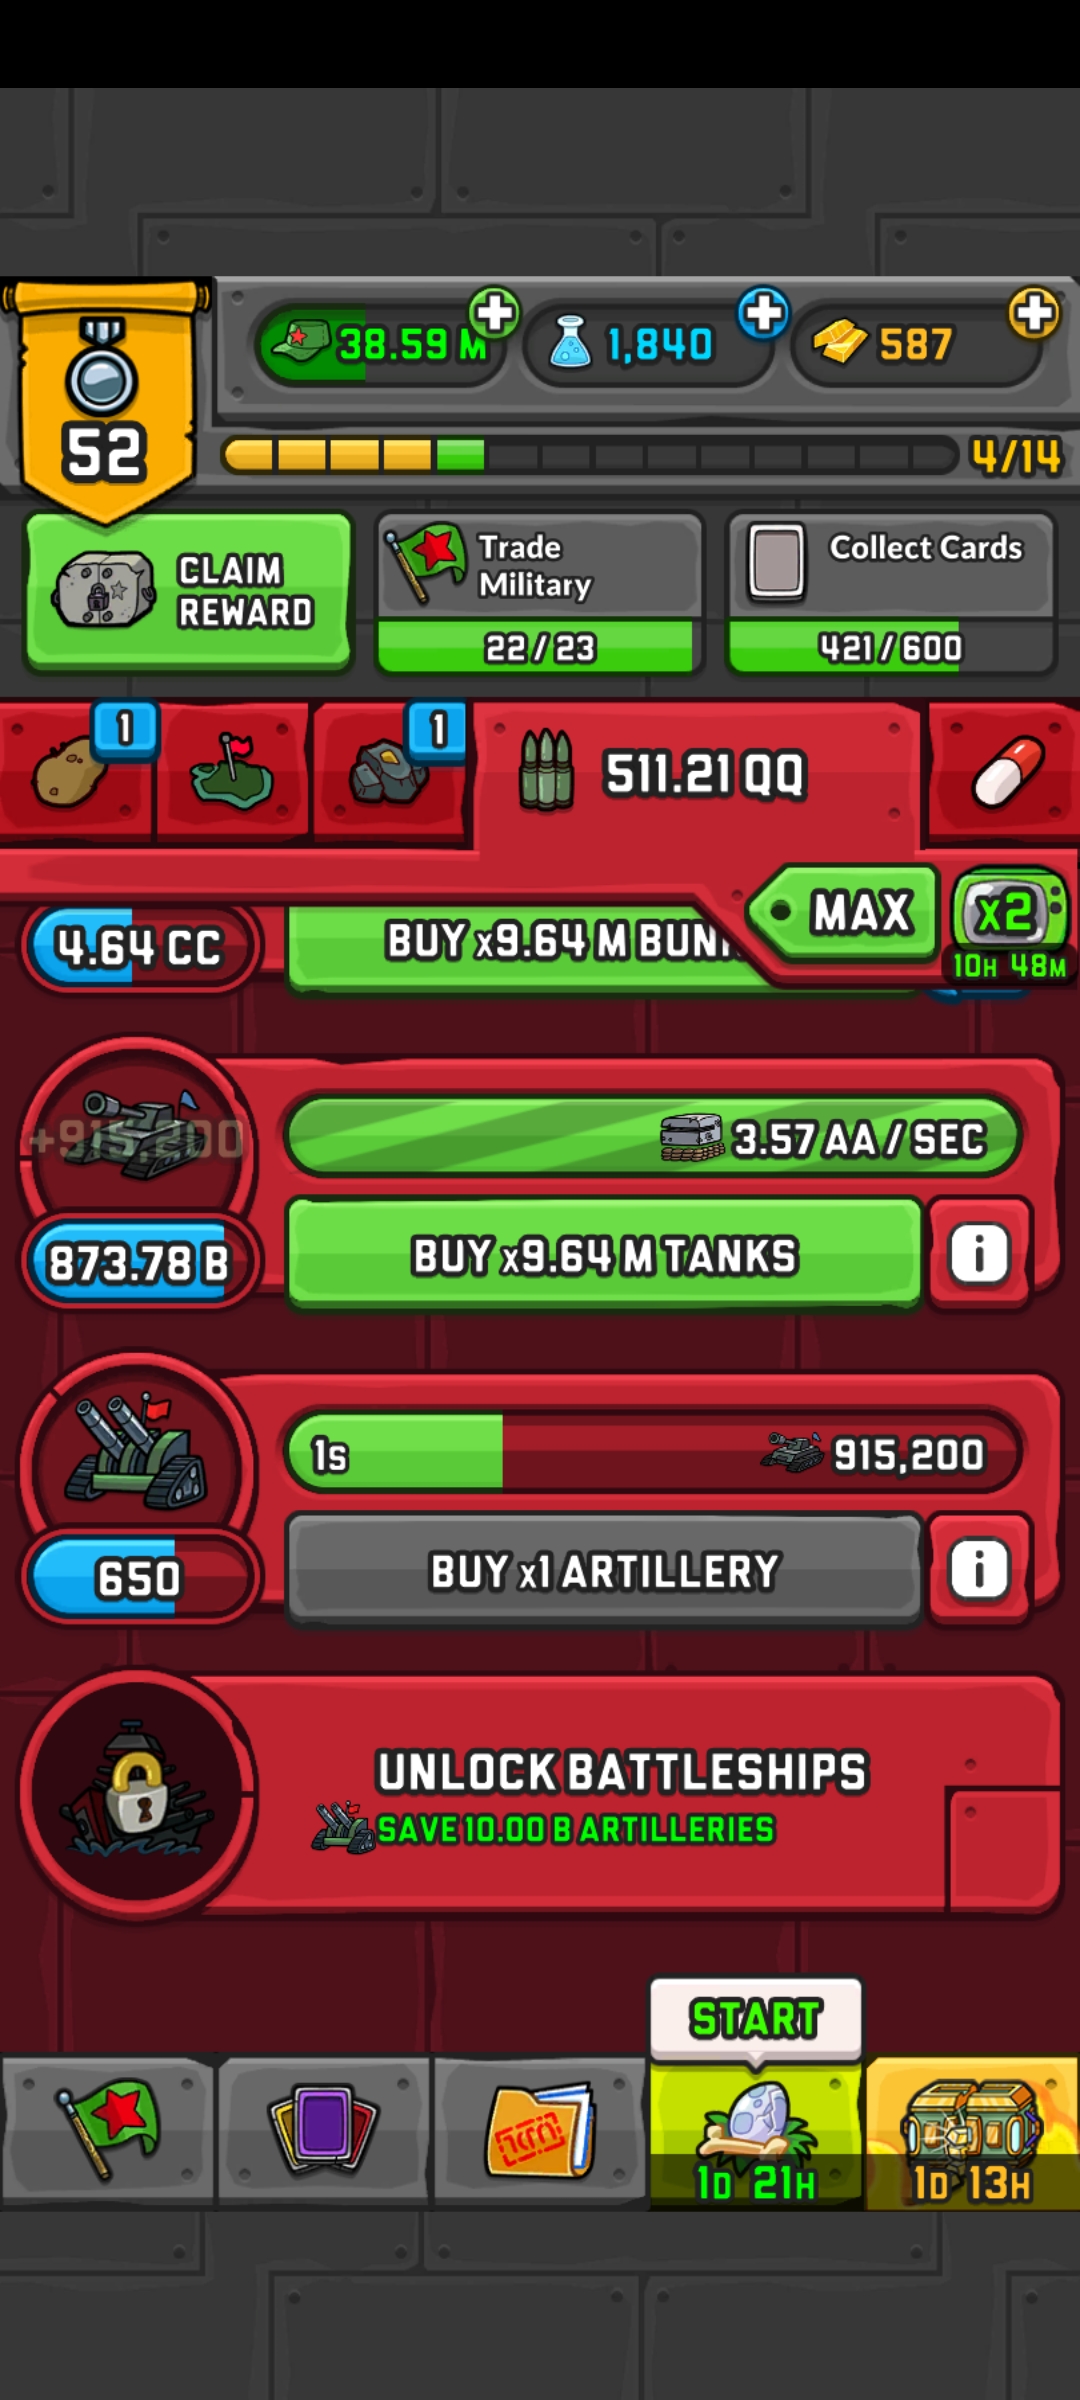 38.59 M
1,840
587
52
4/14
CLAIM
REWARD
Trade
Military
22/23
Collect Cards
421/600
1
1
511.21 QQ
MAX
x2
10H 48M
4.64 CC
BUY x9.64 M
+915,200
3.57 AA / SEC
873.78 B
BUY x9.64 M TANKS
i
1s
915,200
650
BUY x1 ARTILLERY
i
UNLOCK BATTLESHIPS
SAVE 10.00 B ARTILLERIES
START
1D 21H
1D 13H